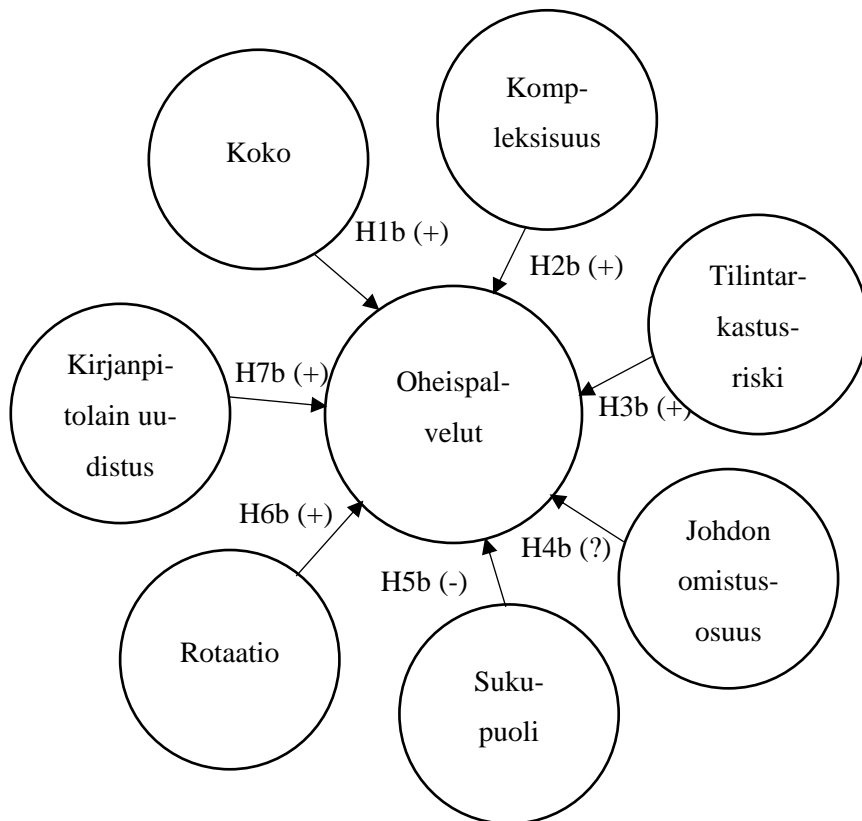 Komp-
leksisuus
Koko
H1b (+)
H2b (+)
Tilintar-
kastus-
riski
Kirjanpi-
tolain uu-
distus
H7b (+)
Oheispal-
velut
H3b (+)
H6b (+)
H4b (?)
Johdon
omistus-
osuus
H5b (-)
Rotaatio
Suku-
puoli